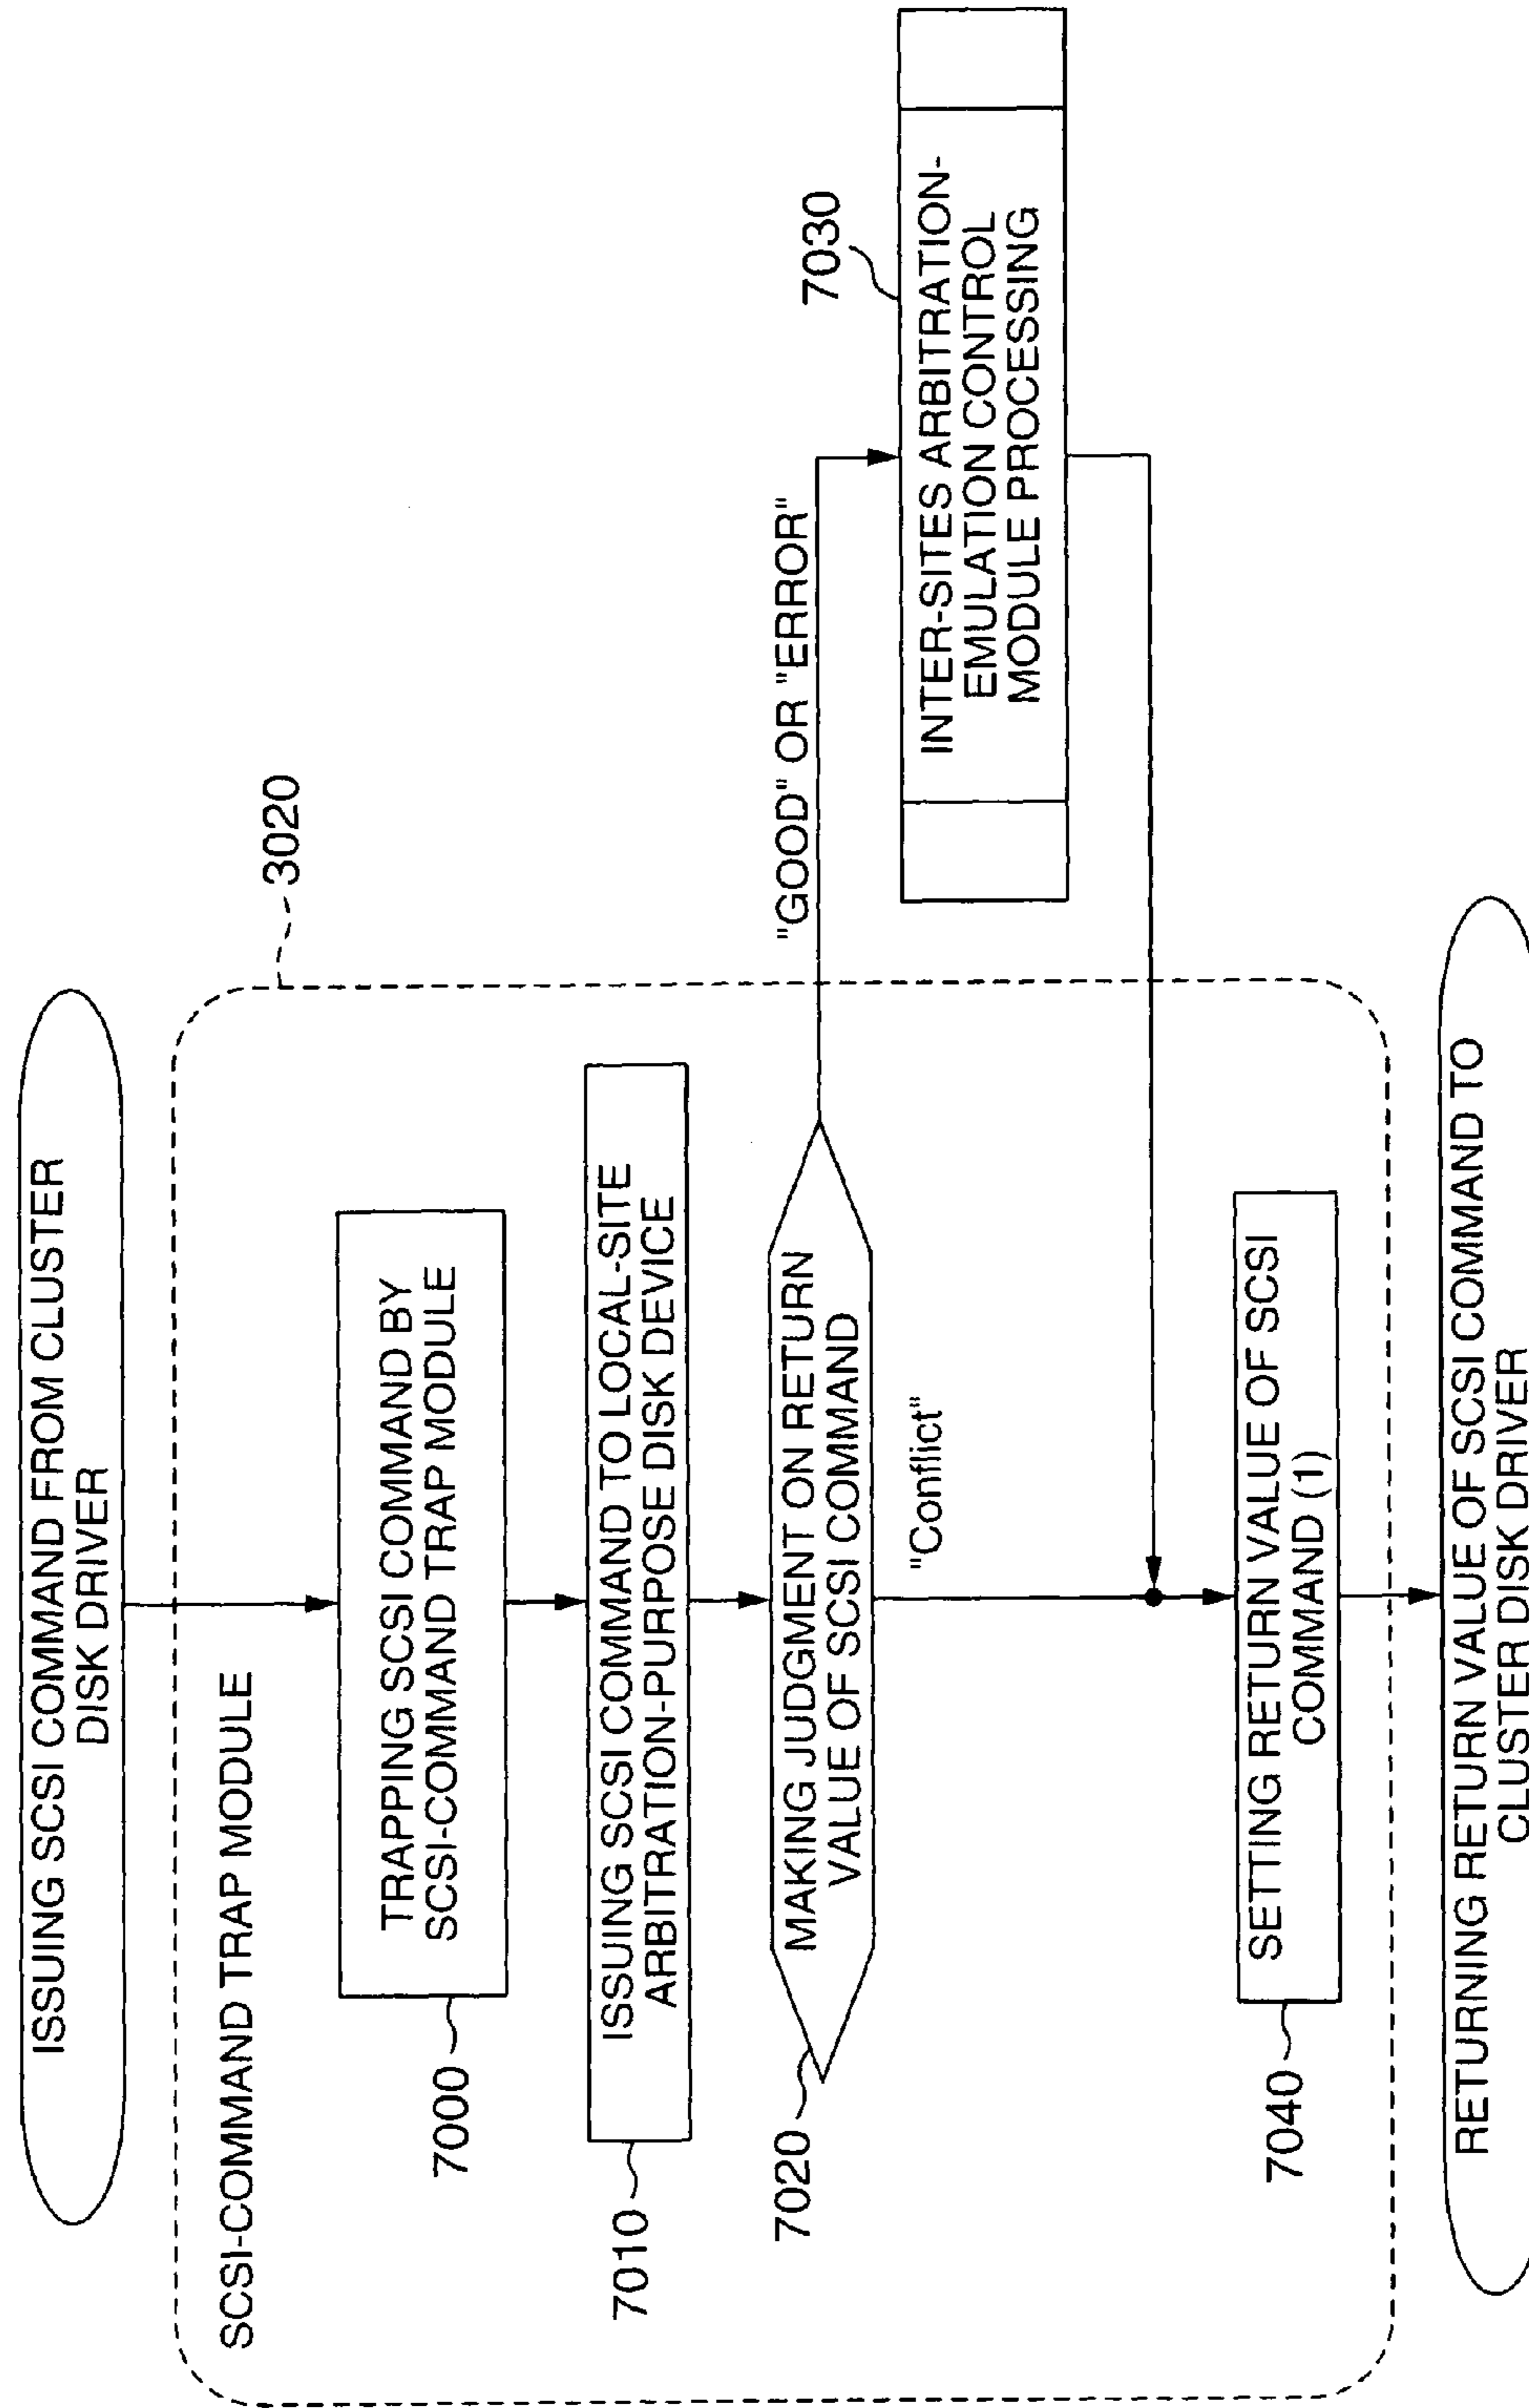 ISSUING SCSI COMMAND FROM CLUSTER
DISK DRIVER
3020
SCSI-COMMAND TRAP MODULE
7000
TRAPPING SCSI COMMAND BY
SCSI-COMMAND TRAP MODULE
7010
ISSUING SCSI COMMAND TO LOCAL-SITE
ARBITRATION-PURPOSE DISK DEVICE
7020
MAKING JUDGMENT ON RETURN
VALUE OF SCSI COMMAND
"GOOD" OR "ERROR"
7030
INTER-SITES ARBITRATION-
EMULATION CONTROL
MODULE PROCESSING
"Conflict"
7040
SETTING RETURN VALUE OF SCSI
COMMAND (1)
RETURNING RETURN VALUE OF SCSI COMMAND TO
CLUSTER DISK DRIVER